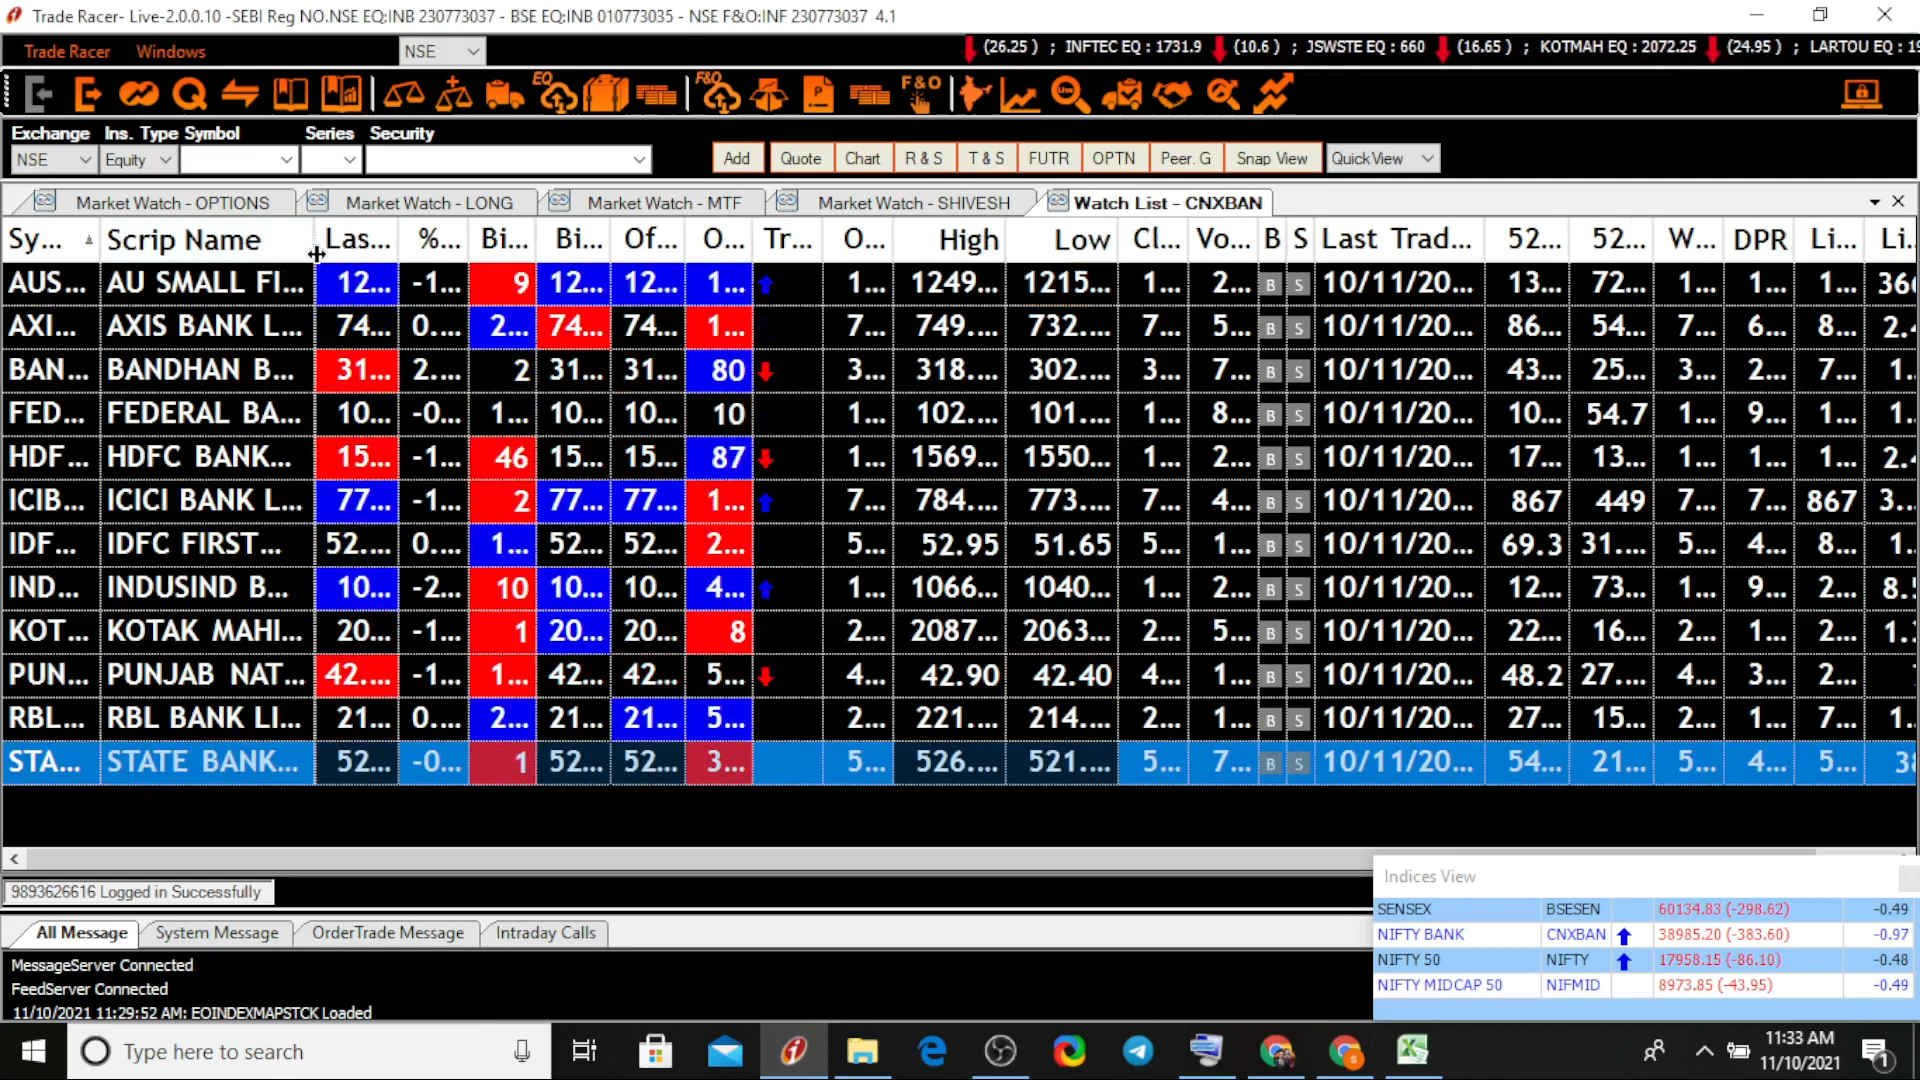 Trade Racer- Live-2.0.0.10 -SEBI Reg NO.NSE EQ:INB 230773037 - BSE EQ:INB 010773035 - NSE F&O:INF 230773037 4.1
Trade Racer Windows NSE (26.25 ) ; INFTEC EQ : 1731.9 (10.6 ) ; JSWSTE EQ : 660 (16.65 ) ; KOTMAH EQ : 2072.25 (24.95 ) ; LARTOU EQ :
EQ F&O P F&O Live
Exchange Ins. Type Symbol Series Security
NSE Equity Add Quote Chart R & S T & S FUTR OPTN Peer. G Snap View QuickView
Market Watch - OPTIONS Market Watch - LONG Market Watch - MTF Market Watch - SHIVESH Watch List - CNXBAN
Sy... Scrip Name Las... %... Bi... Bi... Of... O... Tr... O... High Low Cl... Vo... B S Last Trad... 52... 52... W... DPR Li... Li..
AUS... AU SMALL FI... 12... -1... 9 12... 12... 1... 1... 1249... 1215... 1... 2... B S 10/11/20... 13... 72... 1... 1... 1... 36
AXI... AXIS BANK L... 74... 0.... 2... 74... 74... 1... 7... 749.... 732.... 7... 5... B S 10/11/20... 86... 54... 7... 6... 8... 2.
BAN... BANDHAN B... 31... 2.... 2 31... 31... 80 3... 318.... 302.... 3... 7... B S 10/11/20... 43... 25... 3... 2... 7... 1.
FED... FEDERAL BA... 10... -0... 1... 10... 10... 10 1... 102.... 101.... 1... 8... B S 10/11/20... 10... 54.7 1... 9... 1... 1.
HDF... HDFC BANK... 15... -1... 46 15... 15... 87 1... 1569... 1550... 1... 2... B S 10/11/20... 17... 13... 1... 1... 1... 2.
ICIB... ICICI BANK L... 77... -1... 2 77... 77... 1... 7... 784.... 773.... 7... 4... B S 10/11/20... 867 449 7... 7... 867 3...
IDF... IDFC FIRST... 52.... 0.... 1... 52... 52... 2... 5... 52.95 51.65 5... 1... B S 10/11/20... 69.3 31.... 5... 4... 8... 1.
IND... INDUSIND B... 10... -2... 10 10... 10... 4... 1... 1066... 1040... 1... 2... B S 10/11/20... 12... 73... 1... 9... 2... 8.
KOT... KOTAK MAHI... 20... -1... 1 20... 20... 8 2... 2087... 2063... 2... 5... B S 10/11/20... 22... 16... 2... 1... 2... 1.
PUN... PUNJAB NAT... 42.... -1... 1... 42... 42... 5... 4... 42.90 42.40 4... 1... B S 10/11/20... 48.2 27.... 4... 3... 2...
RBL... RBL BANK LI... 21... 0.... 2... 21... 21... 5... 2... 221.... 214.... 2... 1... B S 10/11/20... 27... 15... 2... 1... 7... 1.
STA... STATE BANK... 52... -0... 1 52... 52... 3... 5... 526.... 521.... 5... 7... B S 10/11/20... 54... 21... 5... 4... 5...
9893626616 Logged in Successfully
Indices View
SENSEX BSESEN 60134.83 (-298.62) -0.49
NIFTY BANK CNXBAN 38985.20 (-383.60) -0.97
NIFTY 50 NIFTY 17958.15 (-86.10) -0.48
NIFTY MIDCAP 50 NIFMID 8973.85 (-43.95) -0.49
All Message System Message OrderTrade Message Intraday Calls
MessageServer Connected
FeedServer Connected
11/10/2021 11:29:52 AM: EQINDEXMAPSTCK Loaded
Type here to search
11:33 AM
11/10/2021
1